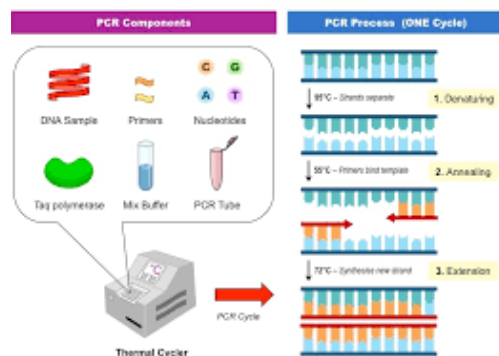 PCR Components
PCR Process (ONE Cycle)
C
G
A
T
DNA Sample
Primers
Nucleotides
Taq polymerase
Mix Buffer
PCR Tube
°C
Thermal Cycler
PCR Cycle
95°C – Strands separate
1. Denaturing
55°C – Primers bind template
2. Annealing
72°C – Synthesise new strand
3. Extension